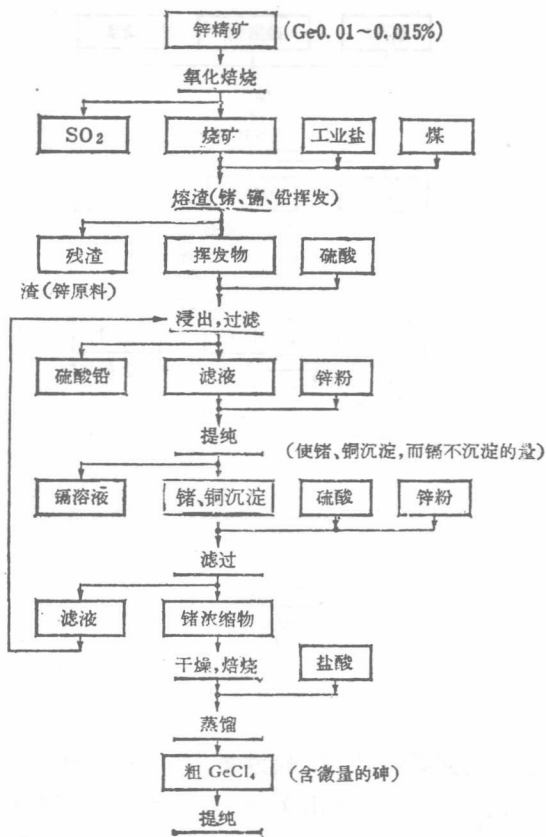 锌精矿 (Ge0.01～0.015%)
氧化焙烧
SO₂ 烧矿 工业盐 煤
熔渣(锗、镉、铅挥发)
残渣 挥发物 硫酸
渣(锌原料)
浸出,过滤
硫酸铅 滤液 锌粉
提纯
(使锗、铜沉淀,而镉不沉淀的量)
镉溶液 锗、铜沉淀 硫酸 锌粉
滤过
滤液 锗浓缩物
干燥,焙烧 盐酸
蒸馏
粗 GeCl₄ (含微量的砷)
提纯